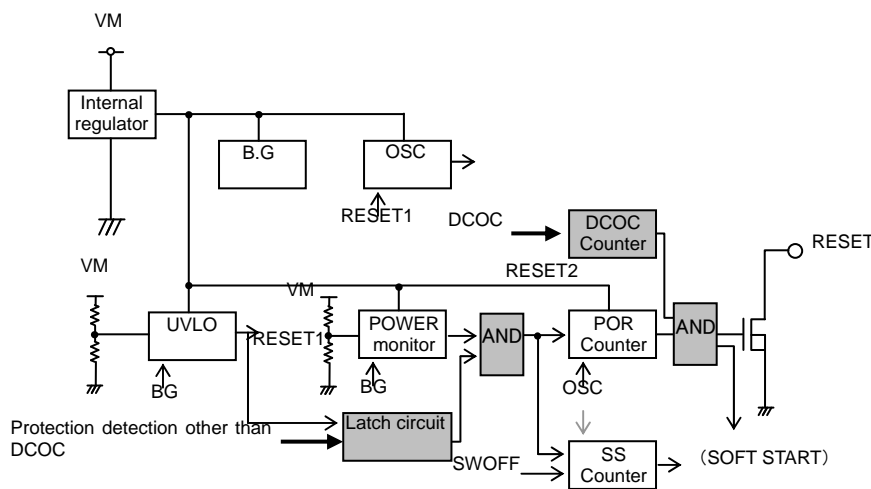 VM
Internal
regulator
B.G
OSC
RESET1
DCOC
DCOC
Counter
RESET
RESET2
VM
VM
UVLO
RESET1
POWER
monitor
AND
POR
Counter
AND
BG
BG
OSC
Protection detection other than
DCOC
Latch circuit
SWOFF
SS
Counter
(SOFT START)